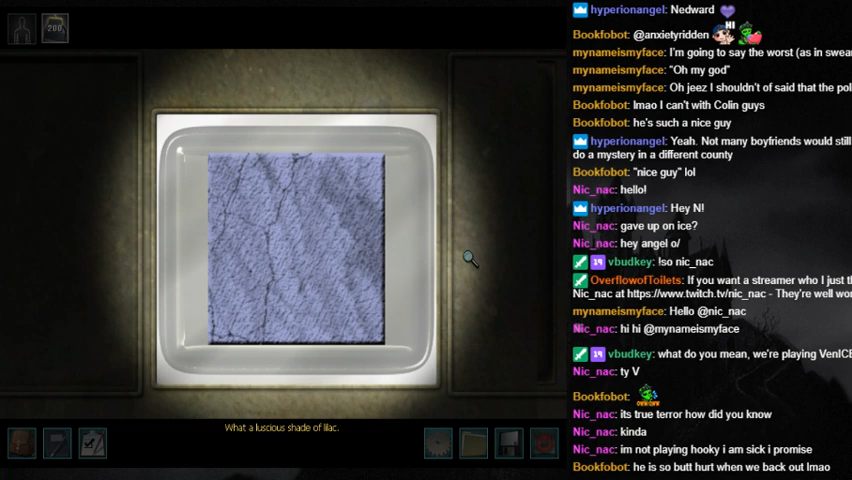 200
What a luscious shade of lilac.
hyperionangel: Nedward
HI
Bookfobot: @anxietyridden
mynameismyface: I'm going to say the worst (as in swear
mynameismyface: "Oh my god"
mynameismyface: Oh jeez I shouldn't of said that the pol
Bookfobot: lmao I can't with Colin guys
Bookfobot: he's such a nice guy
hyperionangel: Yeah. Not many boyfriends would still
do a mystery in a different county
Bookfobot: "nice guy" lol
Nic_nac: hello!
hyperionangel: Hey N!
Nic_nac: gave up on ice?
Nic_nac: hey angel o/
19 vbudkey: !so nic_nac
OverflowofToilets: If you want a streamer who I just th
Nic_nac at https://www.twitch.tv/nic_nac - They're well wor
mynameismyface: Hello @nic_nac
Nic_nac: hi hi @mynameismyface
19 vbudkey: what do you mean, we're playing VenICE
Nic_nac: ty V
Bookfobot:
Nic_nac: its true terror how did you know
Nic_nac: kinda
Nic_nac: im not playing hooky i am sick i promise
Bookfobot: he is so butt hurt when we back out lmao